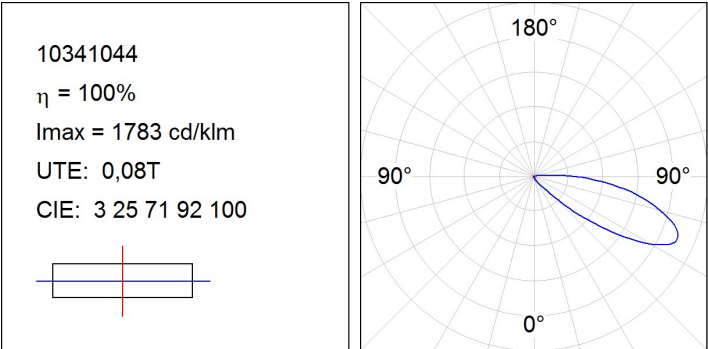 10341044
η = 100%
Imax = 1783 cd/klm
UTE: 0,08T
CIE: 3 25 71 92 100
180°
90°
90°
0°